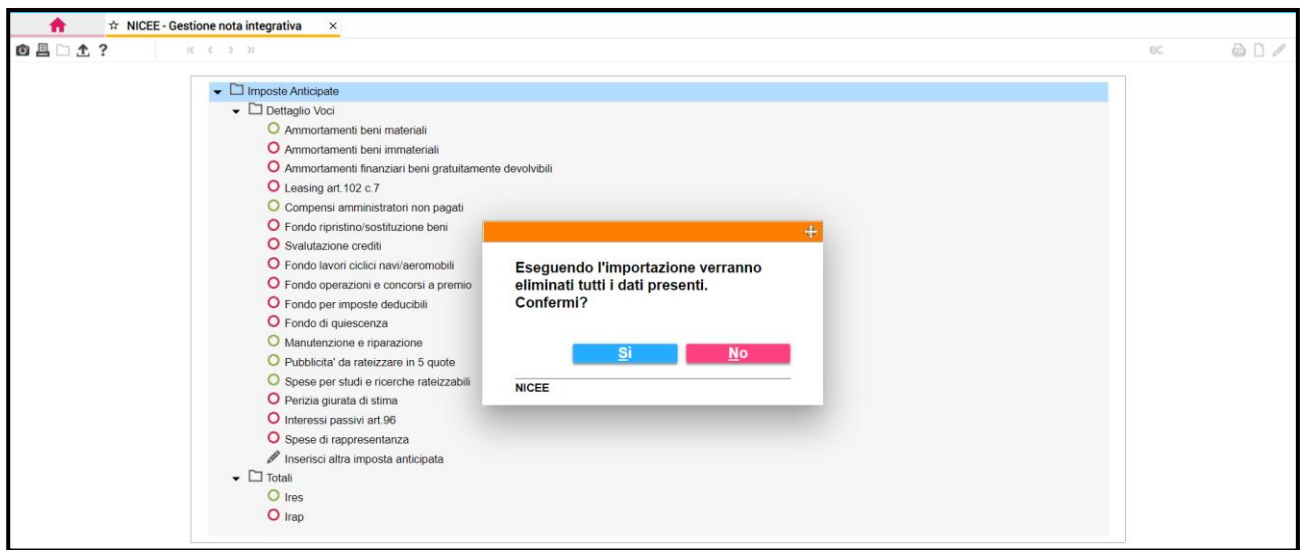 NICEE - Gestione nota integrativa
?
Imposte Anticipate
Dettaglio Voci
Ammortamenti beni materiali
Ammortamenti beni immateriali
Ammortamenti finanziari beni gratuitamente devolvibili
Leasing art.102 c.7
Compensi amministratori non pagati
Fondo ripristino/sostituzione beni
Svalutazione crediti
Fondo lavori ciclici navi/aeromobili
Fondo operazioni e concorsi a premio
Fondo per imposte deducibili
Fondo di quiescenza
Manutenzione e riparazione
Pubblicita' da rateizzare in 5 quote
Spese per studi e ricerche rateizzabili
Perizia giurata di stima
Interessi passivi art.96
Spese di rappresentanza
Inserisci altra imposta anticipata
Totali
Ires
Irap
Eseguendo l'importazione verranno
eliminati tutti i dati presenti.
Confermi?
Sì No
NICEE